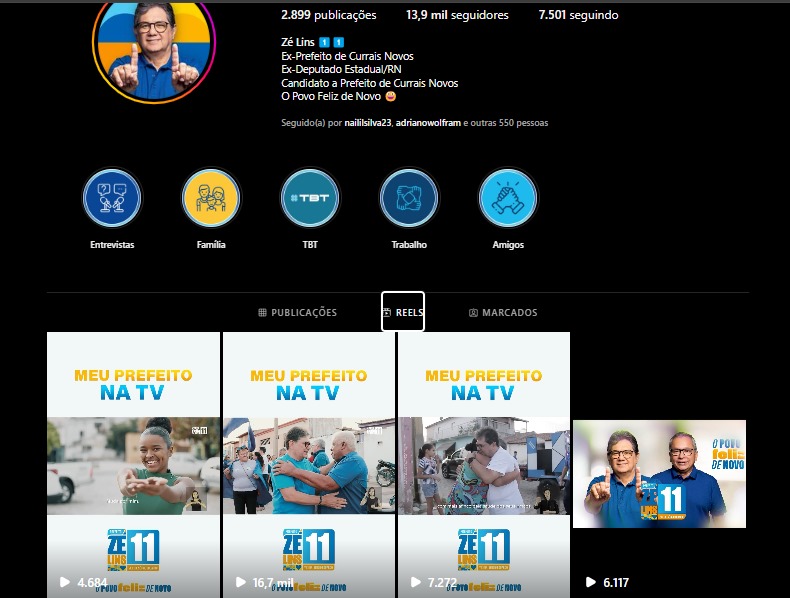 2.899 publicações 13,9 mil seguidores 7.501 seguindo
Zé Lins 1 1
Ex-Prefeito de Currais Novos
Ex-Deputado Estadual/RN
Candidato a Prefeito de Currais Novos
O Povo Feliz de Novo 😄
Seguido(a) por naililsilva23, adrianowolfram e outras 550 pessoas
#TBT
Entrevistas Família TBT Trabalho Amigos
PUBLICAÇÕES REELS MARCADOS
MEU PREFEITO
NA TV
ZÉ
LINS
11
4.684
O POVO feliz DE NOVO
MEU PREFEITO
NA TV
ZÉ
LINS
11
16,7 mil
O POVO feliz DE NOVO
MEU PREFEITO
NA TV
ZÉ
LINS
11
7.272
O POVO feliz DE NOVO
O POVO
feliz
DE NOVO
11
6.117